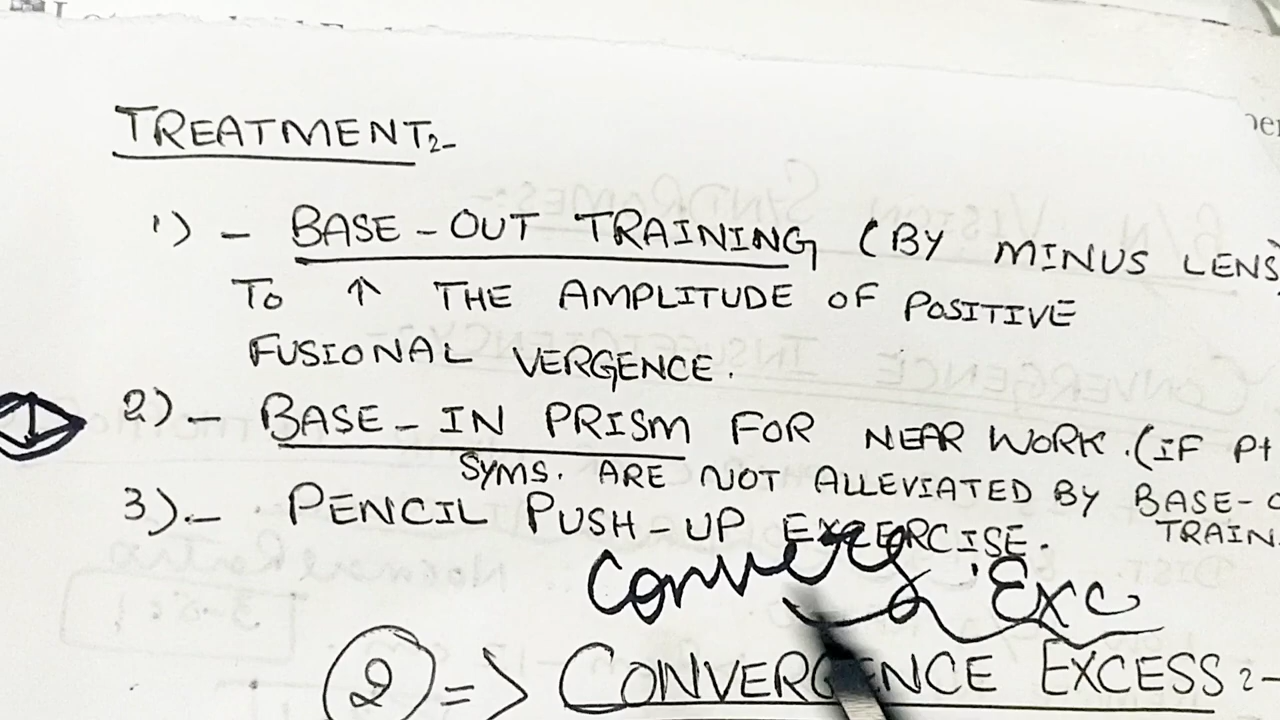 TREATMENT:-
1) - BASE-OUT TRAINING (BY MINUS LENS)
TO ↑ THE AMPLITUDE OF POSITIVE
FUSIONAL VERGENCE.
2) - BASE-IN PRISM FOR NEAR WORK. (IF Pt
SYMS. ARE NOT ALLEVIATED BY BASE-O
TRAIN.
3) - PENCIL PUSH-UP EXCERCISE.
Exc
2 => CONVERGENCE EXCESS:-